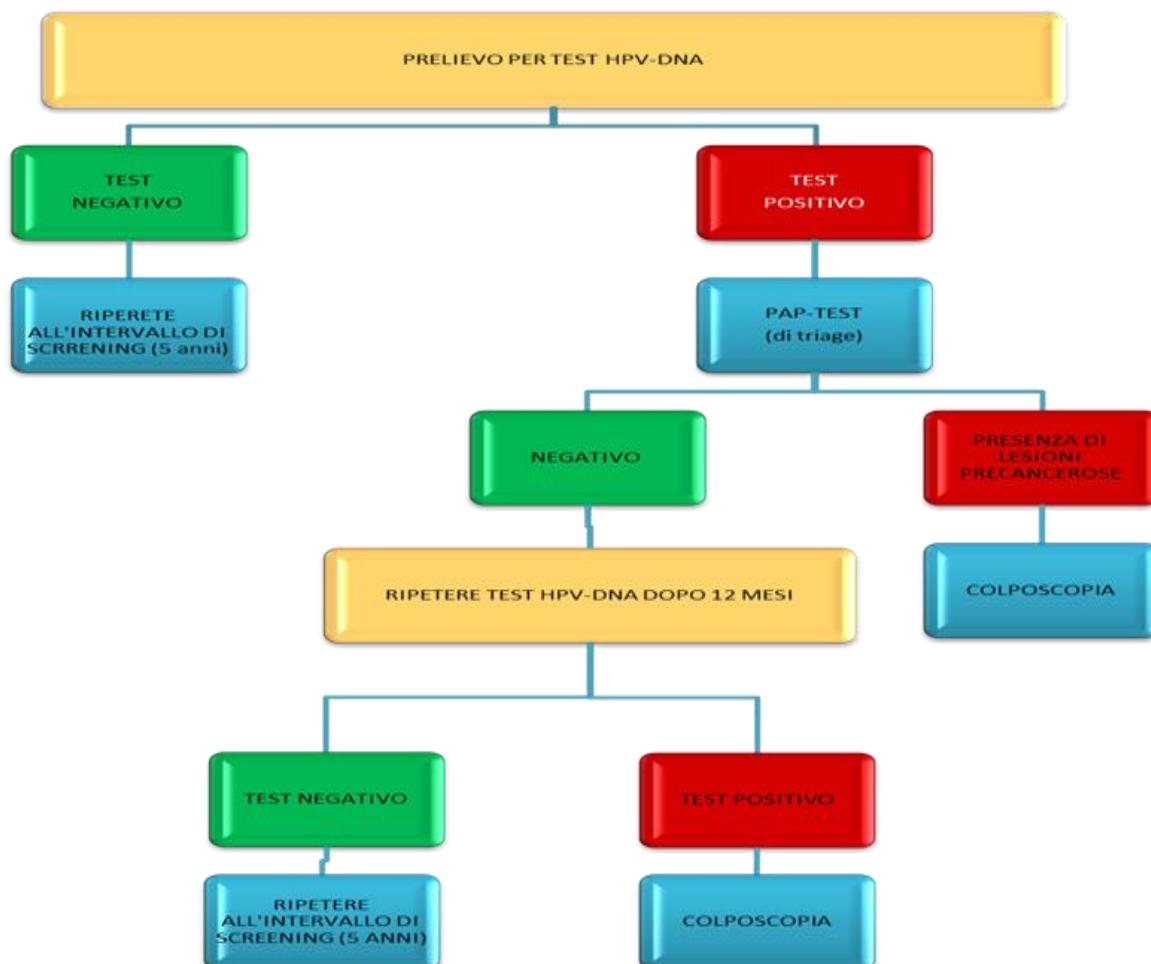 PRELIEVO PER TEST HPV-DNA
TEST
NEGATIVO
TEST
POSITIVO
RIPERETE
ALL'INTERVALLO DI
SCRRENING (5 anni)
PAP-TEST
(di triage)
NEGATIVO
PRESENZA DI
LESIONI
PRECANCEROSE
RIPETERE TEST HPV-DNA DOPO 12 MESI
COLPOSCOPIA
TEST NEGATIVO
TEST POSITIVO
RIPETERE
ALL'INTERVALLO DI
SCREENING (5 ANNI)
COLPOSCOPIA